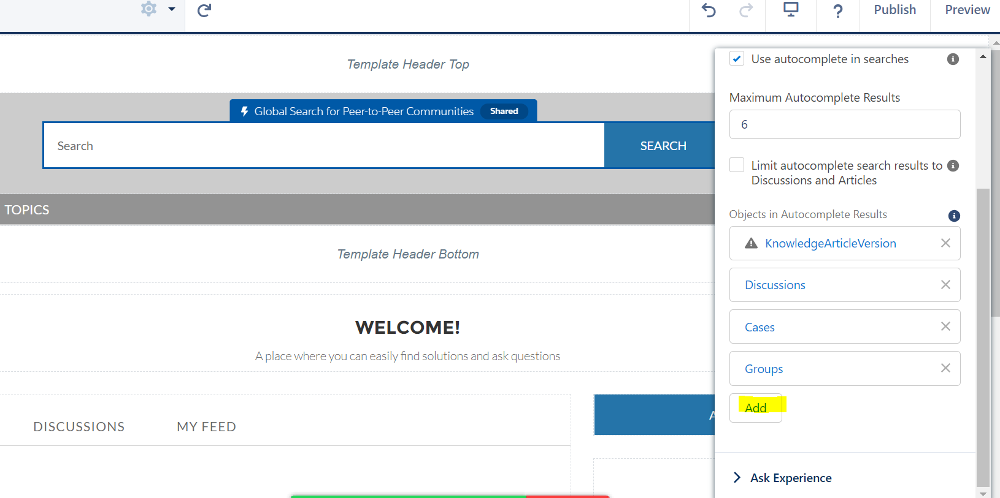 Publish
Preview
Template Header Top
Global Search for Peer-to-Peer Communities
Shared
Search
SEARCH
TOPICS
Template Header Bottom
WELCOME!
A place where you can easily find solutions and ask questions
DISCUSSIONS
MY FEED
A
Use autocomplete in searches
Maximum Autocomplete Results
6
Limit autocomplete search results to
Discussions and Articles
Objects in Autocomplete Results
KnowledgeArticleVersion
Discussions
Cases
Groups
Add
Ask Experience